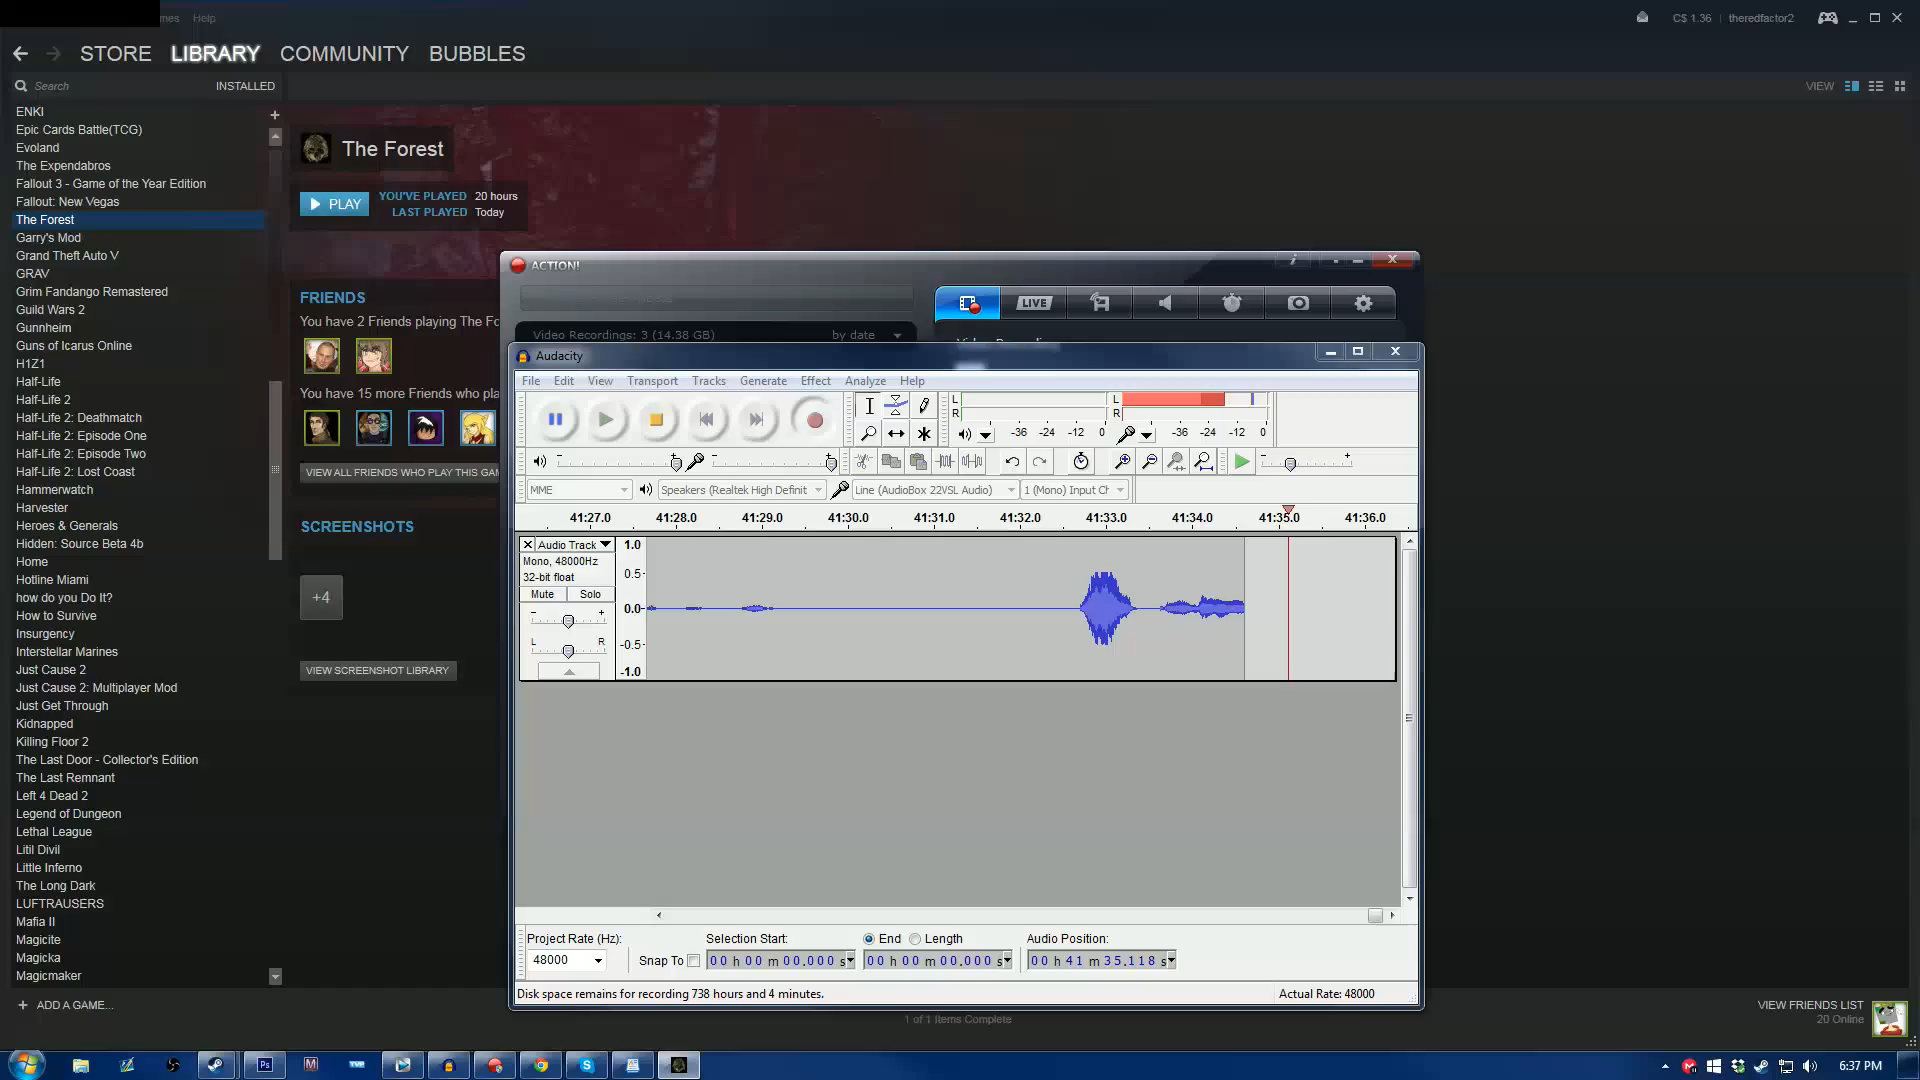 mes Help
C$ 1.36 theredfactor2
STORE LIBRARY COMMUNITY BUBBLES
Search INSTALLED
VIEW
ENKI
Epic Cards Battle(TCG)
Evoland
The Expendabros
Fallout 3 - Game of the Year Edition
Fallout: New Vegas
The Forest
Garry's Mod
Grand Theft Auto V
GRAV
Grim Fandango Remastered
Guild Wars 2
Gunnheim
Guns of Icarus Online
H1Z1
Half-Life
Half-Life 2
Half-Life 2: Deathmatch
Half-Life 2: Episode One
Half-Life 2: Episode Two
Half-Life 2: Lost Coast
Hammerwatch
Harvester
Heroes & Generals
Hidden: Source Beta 4b
Home
Hotline Miami
how do you Do It?
How to Survive
Insurgency
Interstellar Marines
Just Cause 2
Just Cause 2: Multiplayer Mod
Just Get Through
Kidnapped
Killing Floor 2
The Last Door - Collector's Edition
The Last Remnant
Left 4 Dead 2
Legend of Dungeon
Lethal League
Litil Divil
Little Inferno
The Long Dark
LUFTRAUSERS
Mafia II
Magicite
Magicka
Magicmaker
+ ADD A GAME...
The Forest
PLAY
YOU'VE PLAYED 20 hours
LAST PLAYED Today
FRIENDS
You have 2 Friends playing The Fo
You have 15 more Friends who pla
VIEW ALL FRIENDS WHO PLAY THIS GAM
SCREENSHOTS
+4
VIEW SCREENSHOT LIBRARY
ACTION!
LIVE
Video Recordings: 3 (14.38 GB) by date
Audacity
File Edit View Transport Tracks Generate Effect Analyze Help
L
R
-36 -24 -12 0
L
R
-36 -24 -12 0
MME Speakers (Realtek High Definit Line (AudioBox 22VSL Audio) 1 (Mono) Input Ch
41:27.0 41:28.0 41:29.0 41:30.0 41:31.0 41:32.0 41:33.0 41:34.0 41:35.0 41:36.0
Audio Track
Mono, 48000Hz
32-bit float
Mute Solo
- +
L R
1.0
0.5-
0.0-
-0.5-
-1.0
Project Rate (Hz):
48000
Snap To
Selection Start:
00 h 00 m 00.000 s
End Length
00 h 00 m 00.000 s
Audio Position:
00 h 41 m 35.118 s
Disk space remains for recording 738 hours and 4 minutes.
Actual Rate: 48000
1 of 1 Items Complete
VIEW FRIENDS LIST
20 Online
6:37 PM